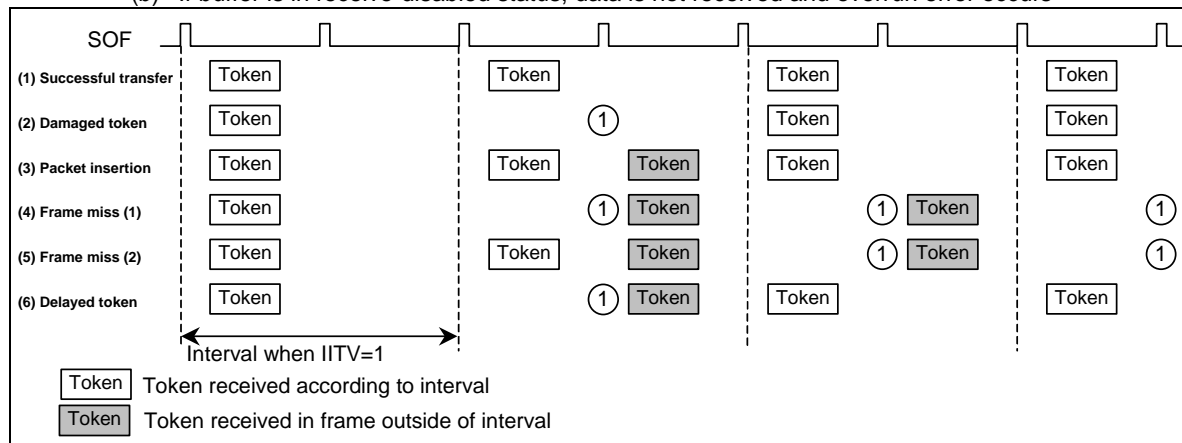 (b) If buffer is in receive-disabled status, data is not received and overrun error occurs
SOF
(1) Successful transfer Token Token Token Token
(2) Damaged token Token 1 Token Token
(3) Packet insertion Token Token Token Token Token
(4) Frame miss (1) Token 1 Token 1 Token 1
(5) Frame miss (2) Token Token Token 1 Token 1
(6) Delayed token Token 1 Token Token Token
Interval when IITV=1
Token Token received according to interval
Token Token received in frame outside of interval